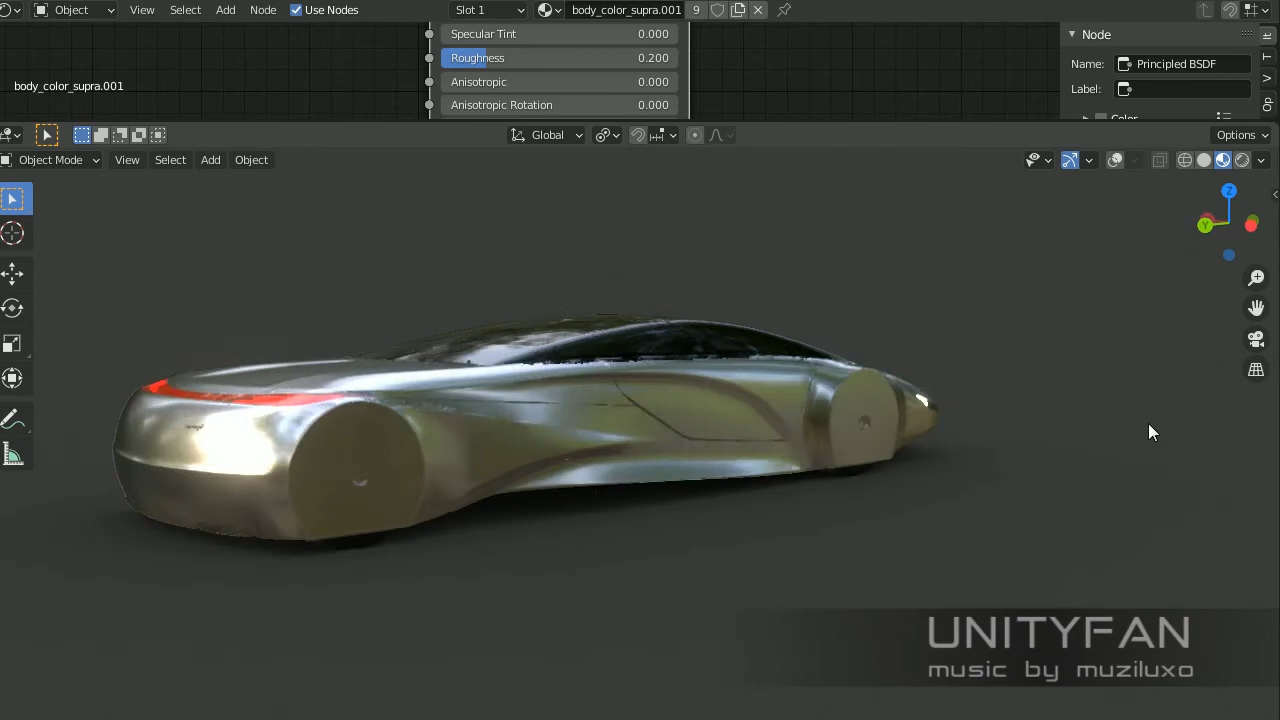 Object View Select Add Node Use Nodes Slot 1 body_color_supra.001 9
Specular Tint 0.000
Roughness 0.200
Anisotropic 0.000
Anisotropic Rotation 0.000
body_color_supra.001
Node
Name: Principled BSDF
Label:
Color
T
V
Op
Global
Options
Object Mode View Select Add Object
Z
Y
UNITYFAN
music by muziluxo